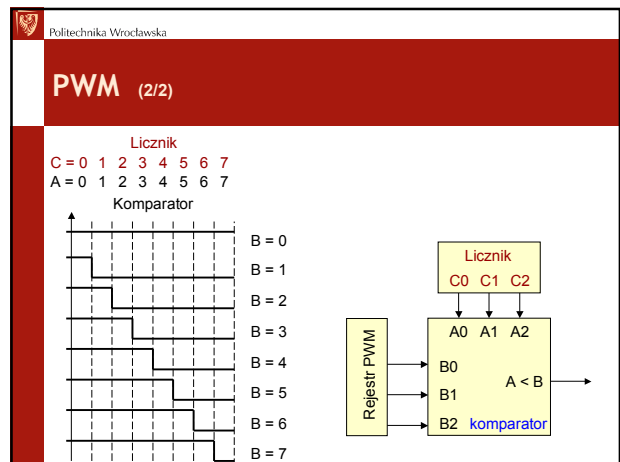 Politechnika Wrocławska
PWM (2/2)
Licznik
C = 0 1 2 3 4 5 6 7
A = 0 1 2 3 4 5 6 7
Komparator
B = 0
B = 1
B = 2
B = 3
B = 4
B = 5
B = 6
B = 7
Licznik
C0 C1 C2
Rejestr PWM
A0 A1 A2
B0
B1
B2
A < B
komparator